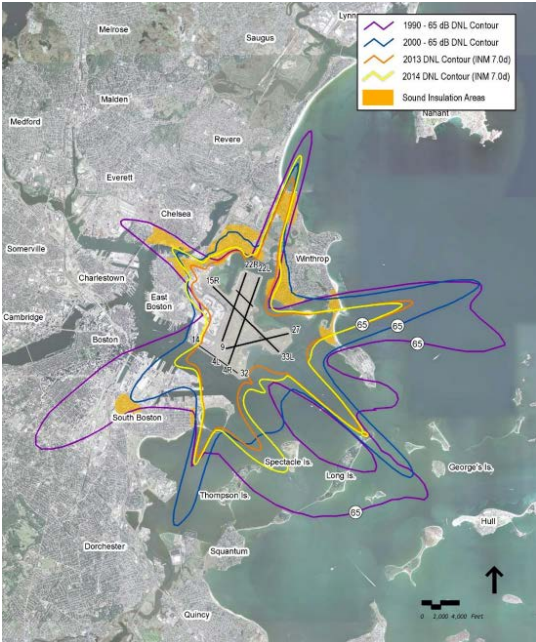 1990 - 65 dB DNL Contour
2000 - 65 dB DNL Contour
2013 DNL Contour (INM 7.0d)
2014 DNL Contour (INM 7.0d)
Sound Insulation Areas
Lynn
Melrose
Saugus
Nahant
Malden
Medford
Revere
Everett
Chelsea
Somerville
Winthrop
22R
22L
15R
Charlestown
East
Boston
Cambridge
27
65
65
65
Boston
14
9
33L
4L
4R
32
South Boston
Spectacle Is.
Long Is.
George's Is.
Thompson Is.
65
Hull
Dorchester
Squantum
Quincy
0 2,000 4,000 Feet